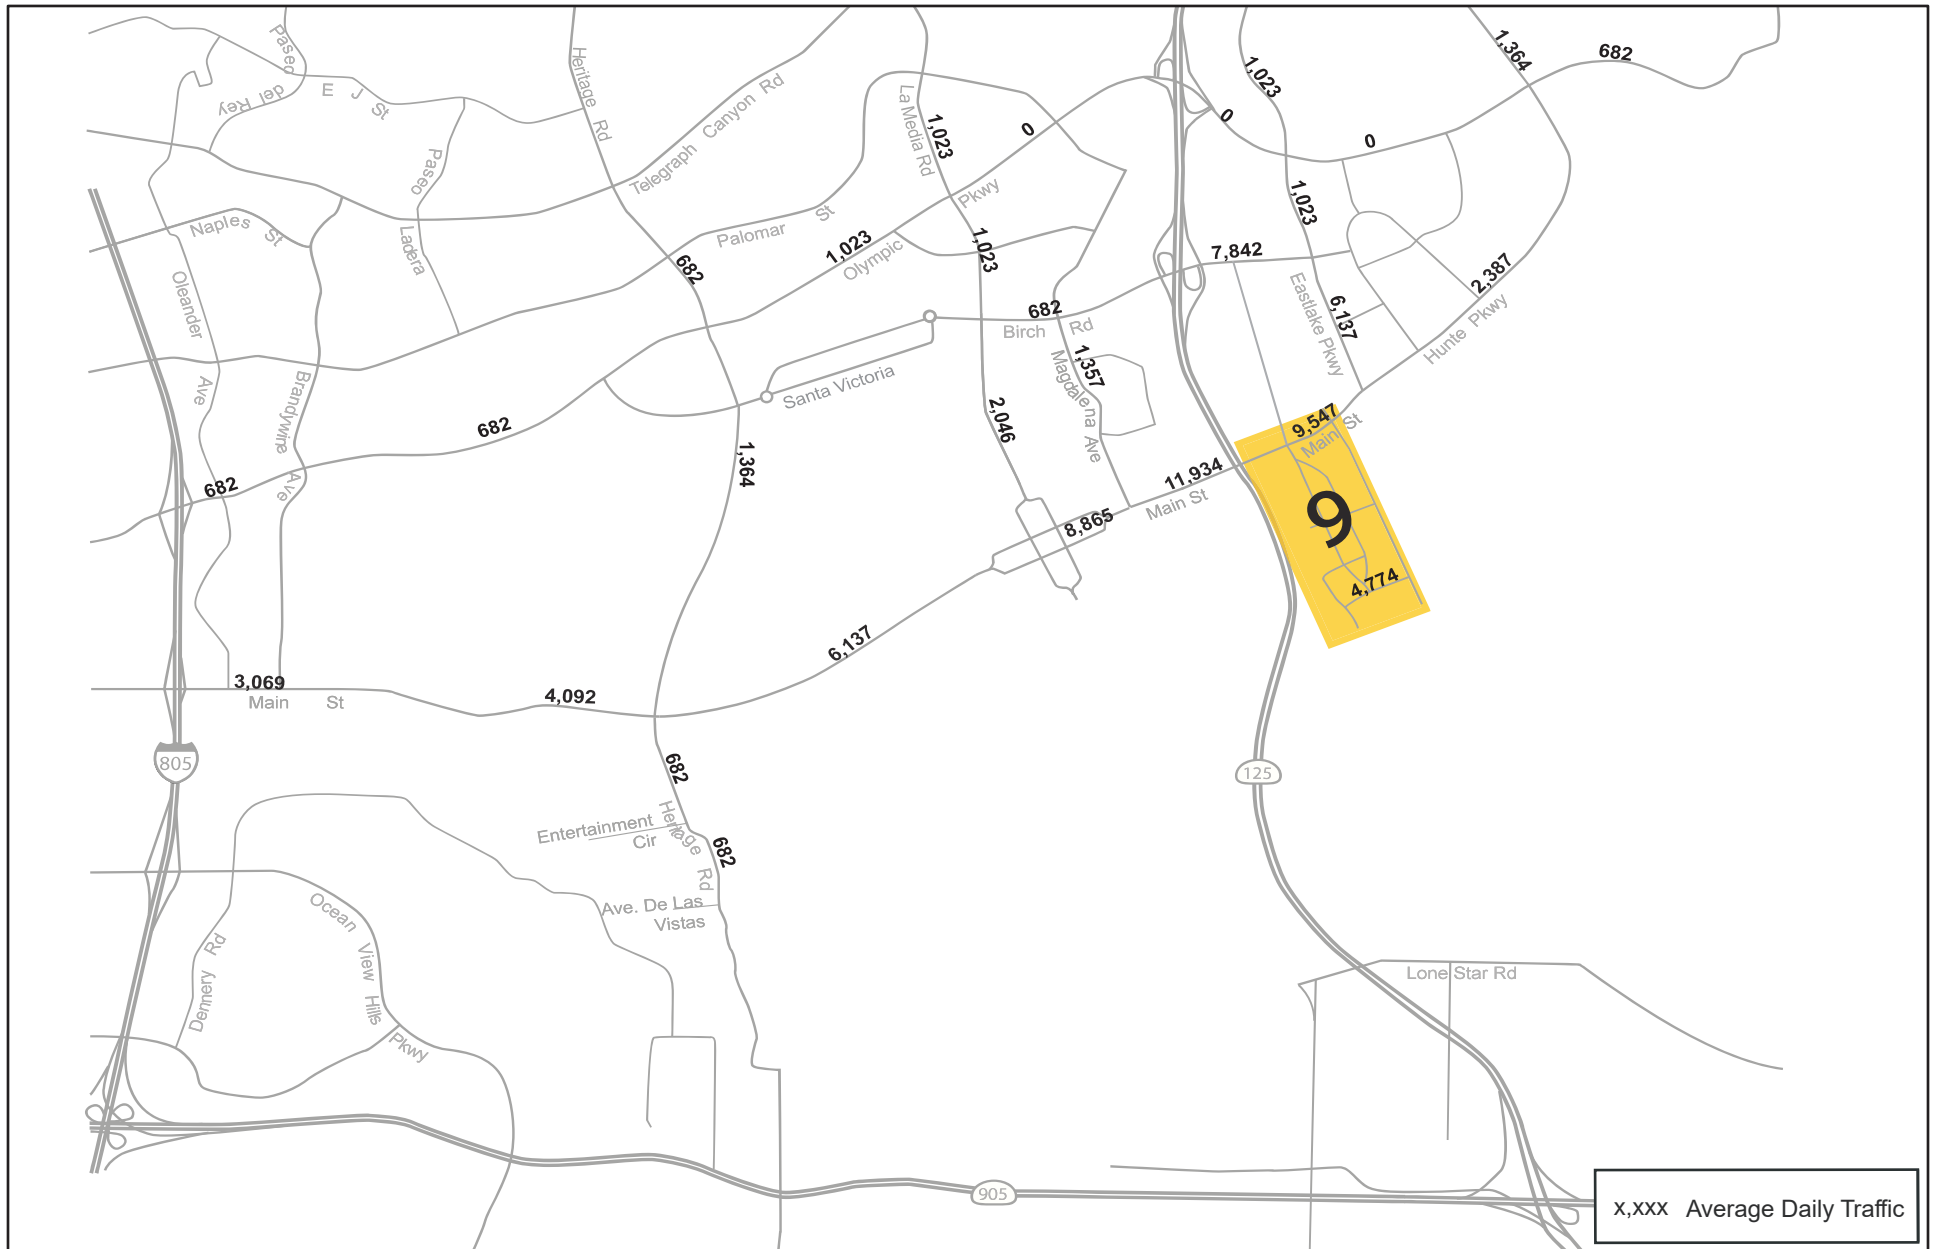 1,364
682
Paseo
del Rey
E J St
Heritage Rd
Telegraph Canyon Rd
La Media Rd
1,023
0
1,023
0
0
Paseo
Ladera
Naples St
Oleander
Ave
Palomar St
682
1,023
Olympic
Pkwy
1,023
1,023
7,842
Eastlake Pkwy
6,137
2,387
Hunte Pkwy
682
Birch Rd
Santa Victoria
1,357
Magdalena Ave
Brandywine
Ave
682
682
1,364
2,046
9,547
Main St
11,934
Main St
8,865
9
4,774
6,137
3,069
Main St
4,092
805
682
Heritage Rd
682
Entertainment
Cir
Ave. De Las
Vistas
125
Ocean View Hills
Pkwy
Dennery Rd
Lone Star Rd
905
x,xxx Average Daily Traffic